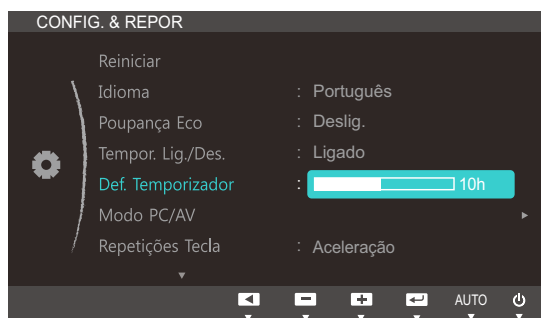 CONFIG. & REPOR
Reiniciar
Idioma : Português
Poupança Eco : Deslig.
Tempor. Lig./Des. : Ligado
Def. Temporizador : 10h
Modo PC/AV
Repetições Tecla : Aceleração
AUTO